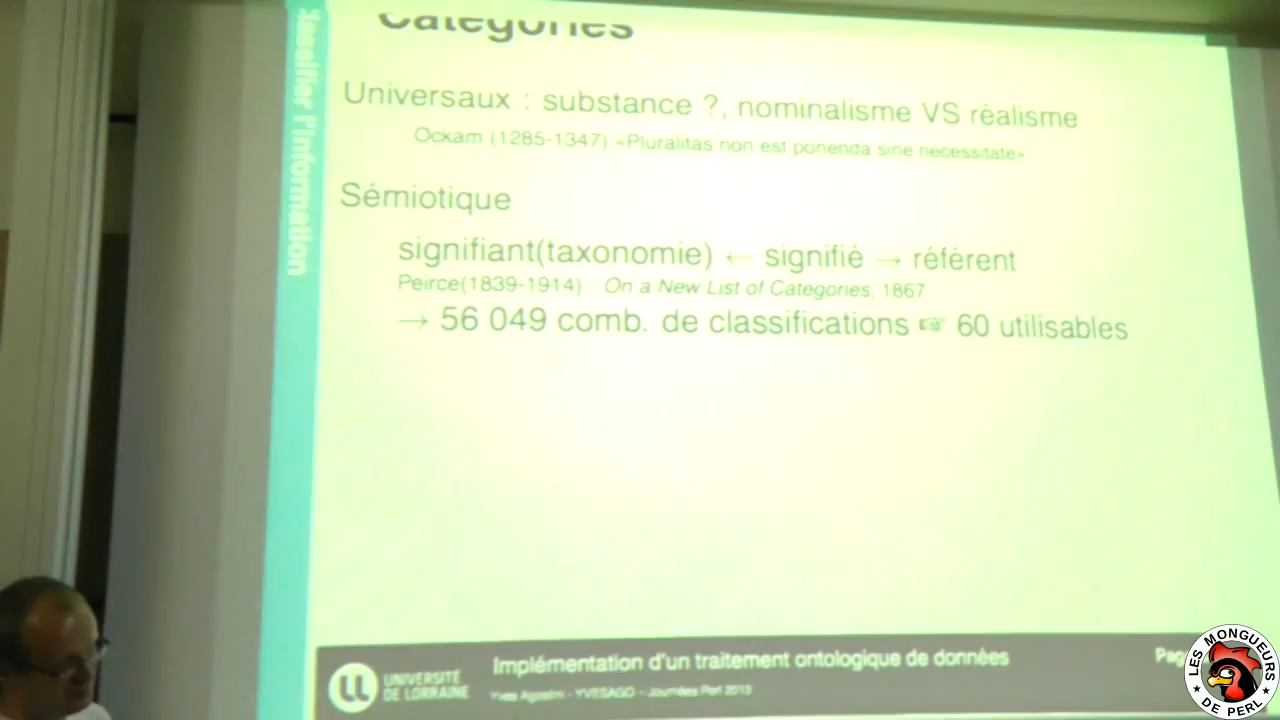 Catégories
Universaux : substance ?, nominalisme VS réalisme
Ockam (1285-1347) «Pluralitas non est ponenda sine necessitate»
Sémiotique
signifiant(taxonomie) ← signifié → référent
Peirce(1839-1914) : On a New List of Categories, 1867
→ 56 049 comb. de classifications ☞ 60 utilisables
lassifier l'information
UNIVERSITÉ
DE LORRAINE
Implémentation d'un traitement ontologique de données
Yves Agostini - YVESAGO - Journées Perl 2013
LES MONGUEURS
★ DE PERL ★